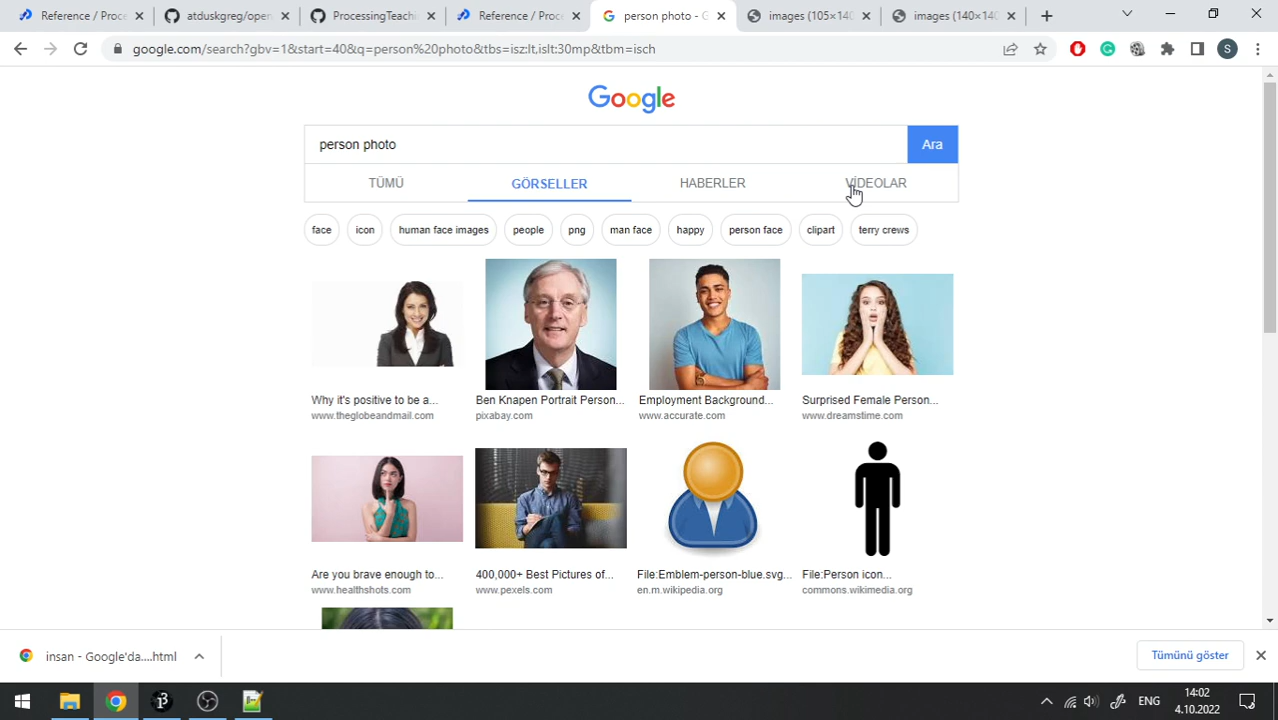 Reference / Proce
atduskgreg/open
ProcessingTeachi
Reference / Proce
person photo - G
images (105×140
images (140×140
google.com/search?gbv=1&start=40&q=person%20photo&tbs=isz:lt,islt:30mp&tbm=isch
S
Google
person photo
Ara
TÜMÜ
GÖRSELLER
HABERLER
VİDEOLAR
face
icon
human face images
people
png
man face
happy
person face
clipart
terry crews
Why it's positive to be a...
www.theglobeandmail.com
Ben Knapen Portrait Person...
pixabay.com
Employment Background...
www.accurate.com
Surprised Female Person...
www.dreamstime.com
Are you brave enough to...
www.healthshots.com
400,000+ Best Pictures of...
www.pexels.com
File:Emblem-person-blue.svg...
en.m.wikipedia.org
File:Person icon...
commons.wikimedia.org
insan - Google'da....html
Tümünü göster
ENG
14:02
4.10.2022